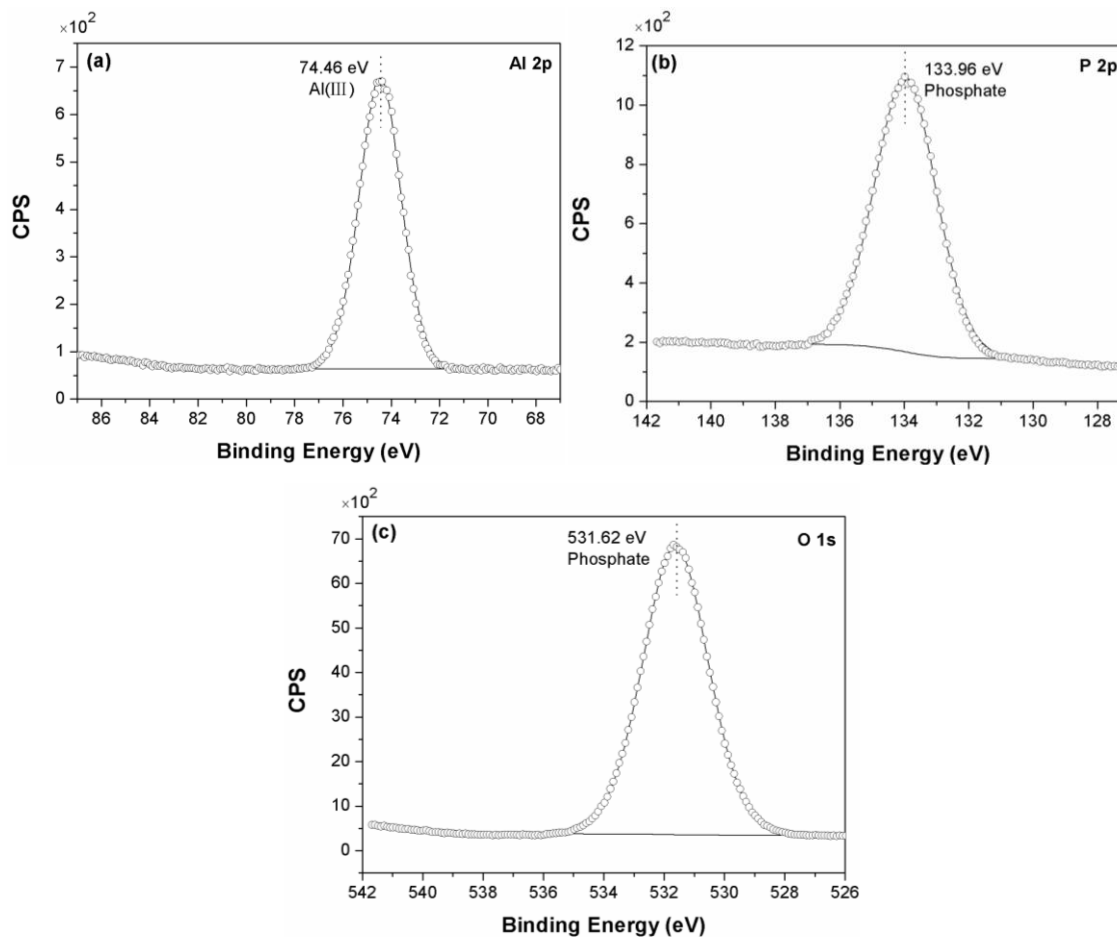 ×10²
(a)
Al 2p
74.46 eV
Al(III)
7
6
5
4
3
2
1
0
CPS
86 84 82 80 78 76 74 72 70 68
Binding Energy (eV)
×10²
(b)
P 2p
133.96 eV
Phosphate
12
10
8
6
4
2
0
CPS
142 140 138 136 134 132 130 128
Binding Energy (eV)
×10²
(c)
O 1s
531.62 eV
Phosphate
70
60
50
40
30
20
10
0
CPS
542 540 538 536 534 532 530 528 526
Binding Energy (eV)